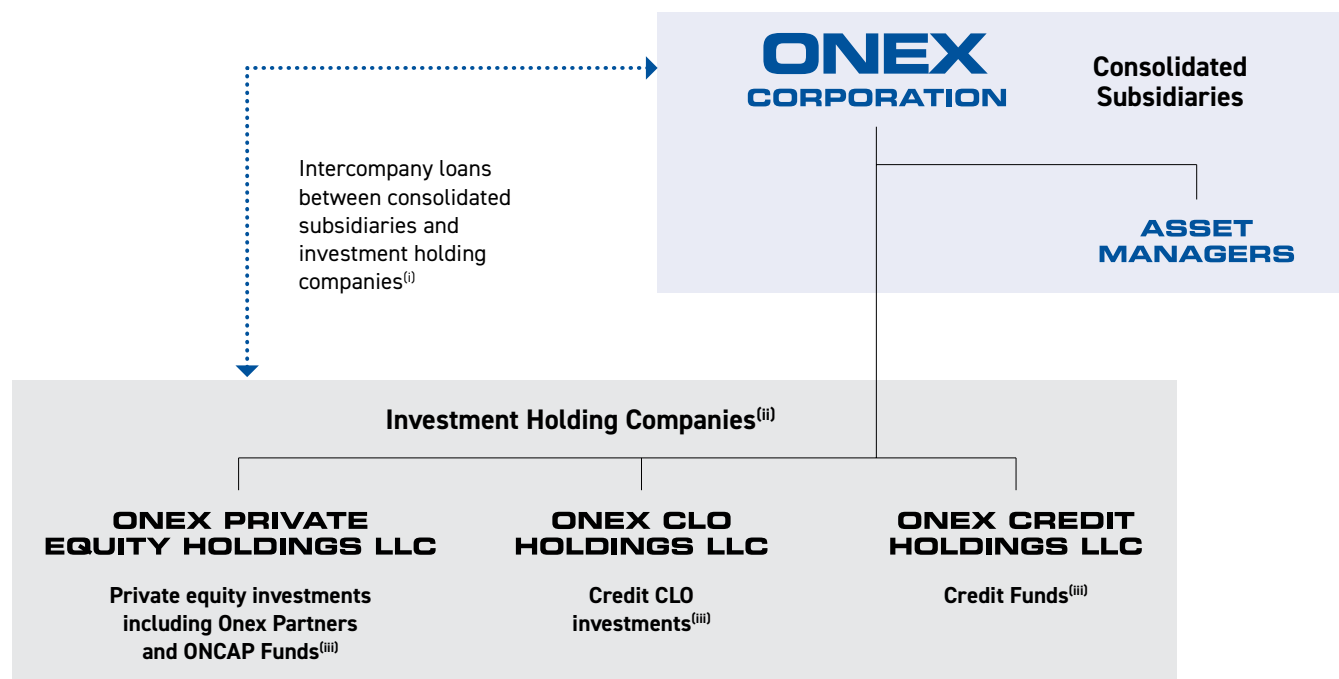 ONEX
CORPORATION
Consolidated
Subsidiaries
Intercompany loans
between consolidated
subsidiaries and
investment holding
companies(i)
ASSET
MANAGERS
Investment Holding Companies(ii)
ONEX PRIVATE
EQUITY HOLDINGS LLC
Private equity investments
including Onex Partners
and ONCAP Funds(iii)
ONEX CLO
HOLDINGS LLC
Credit CLO
investments(iii)
ONEX CREDIT
HOLDINGS LLC
Credit Funds(iii)